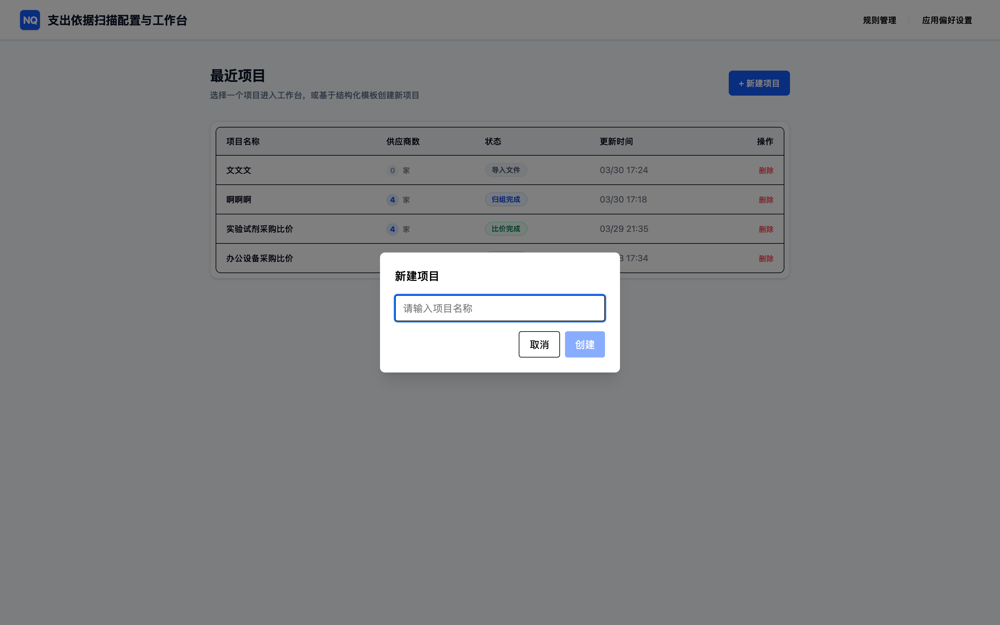 NQ 支出依据扫描配置与工作台 规则管理 应用偏好设置
最近项目
+ 新建项目
选择一个项目进入工作台，或基于结构化模板创建新项目
项目名称 供应商数 状态 更新时间 操作
文文文 0 家 导入文件 03/30 17:24 删除
啊啊啊 4 家 归组完成 03/30 17:18 删除
实验试剂采购比价 4 家 比价完成 03/29 21:35 删除
办公设备采购比价 17:34 删除
新建项目
请输入项目名称
取消 创建